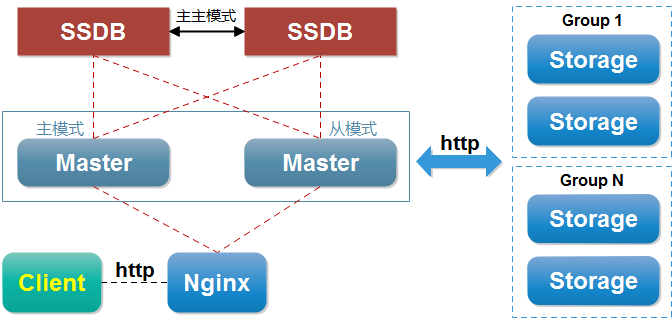 主主模式
SSDB
SSDB
主模式
从模式
Master
Master
http
Client
http
Nginx
Group 1
Storage
Storage
Group N
Storage
Storage